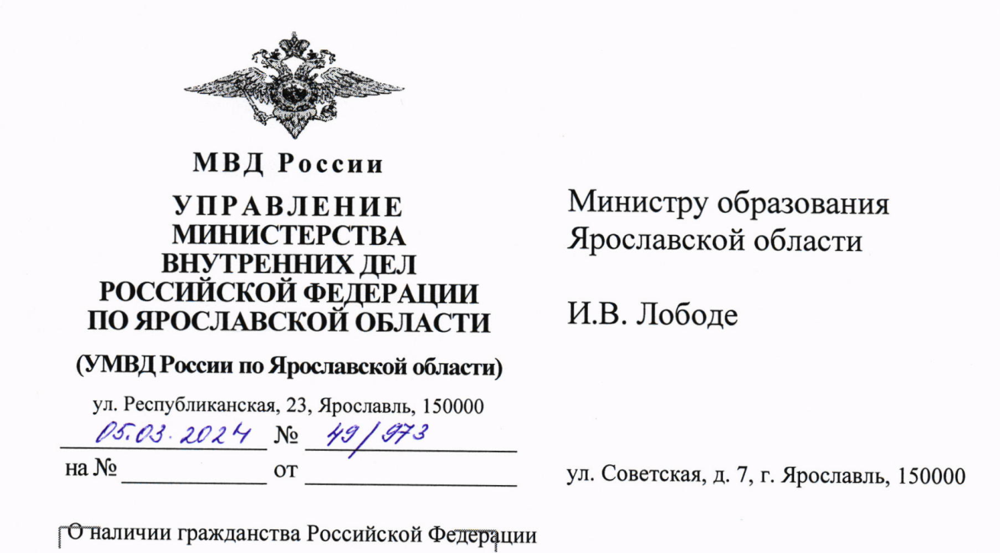 МВД России
УПРАВЛЕНИЕ
МИНИСТЕРСТВА
ВНУТРЕННИХ ДЕЛ
РОССИЙСКОЙ ФЕДЕРАЦИИ
ПО ЯРОСЛАВСКОЙ ОБЛАСТИ
(УМВД России по Ярославской области)
ул. Республиканская, 23, Ярославль, 150000
05.03.2024 № 49/973
на № от
Министру образования
Ярославской области
И.В. Лободе
ул. Советская, д. 7, г. Ярославль, 150000
О наличии гражданства Российской Федерации